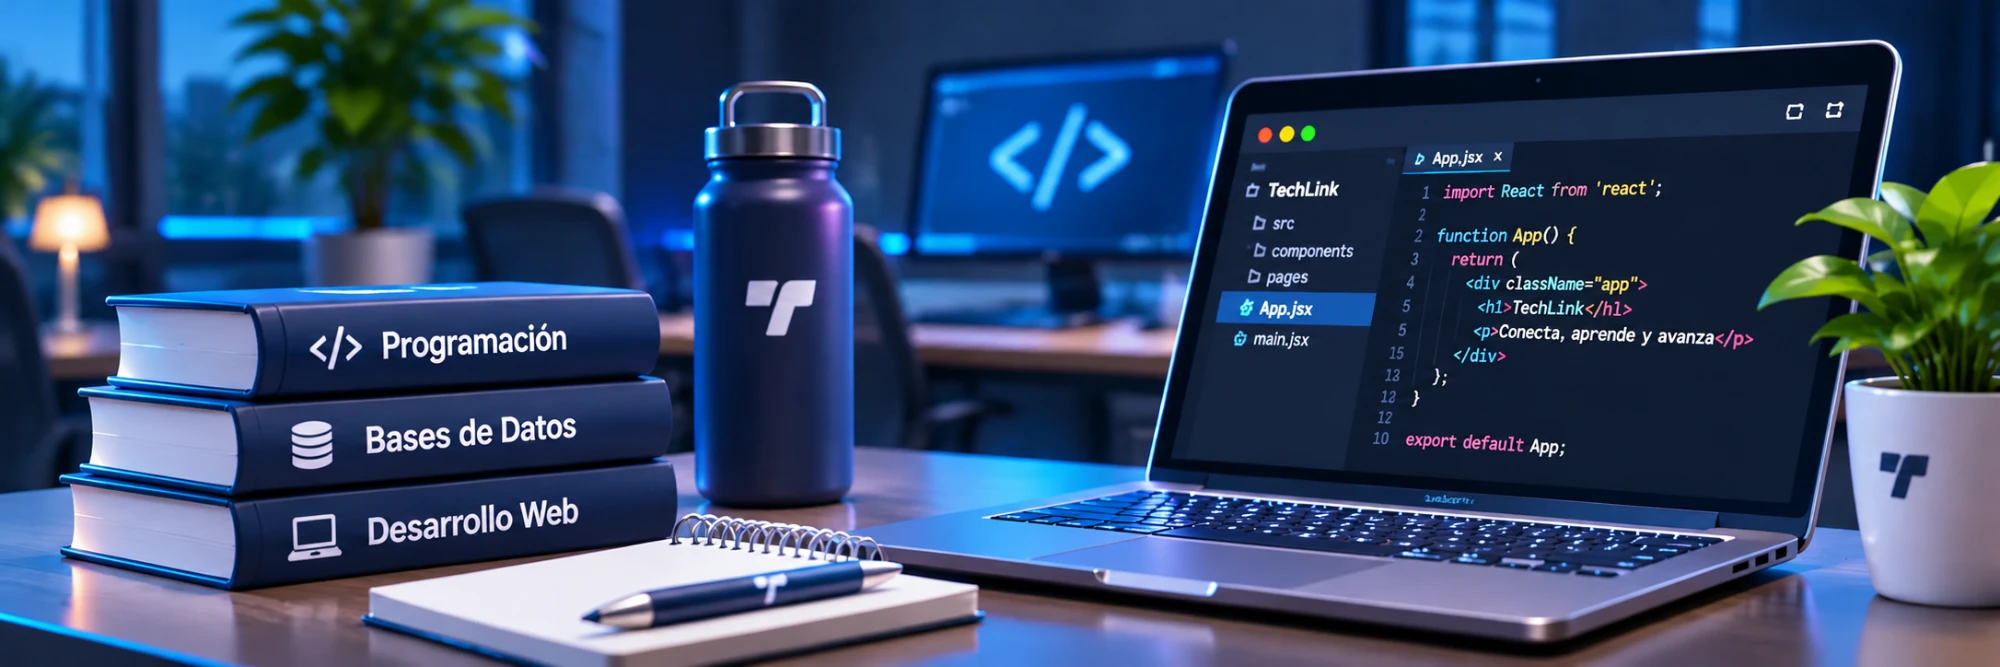 </> Programación
Bases de Datos
Desarrollo Web
</>
TechLink
src
components
pages
App.jsx
main.jsx
App.jsx x
1 import React from 'react';
2
2 function App() {
3 return (
4 <div className="app">
5 <h1>TechLink</h1>
5 <p>Conecta, aprende y avanza</p>
15 </div>
13 };
12 }
12
10 export default App;